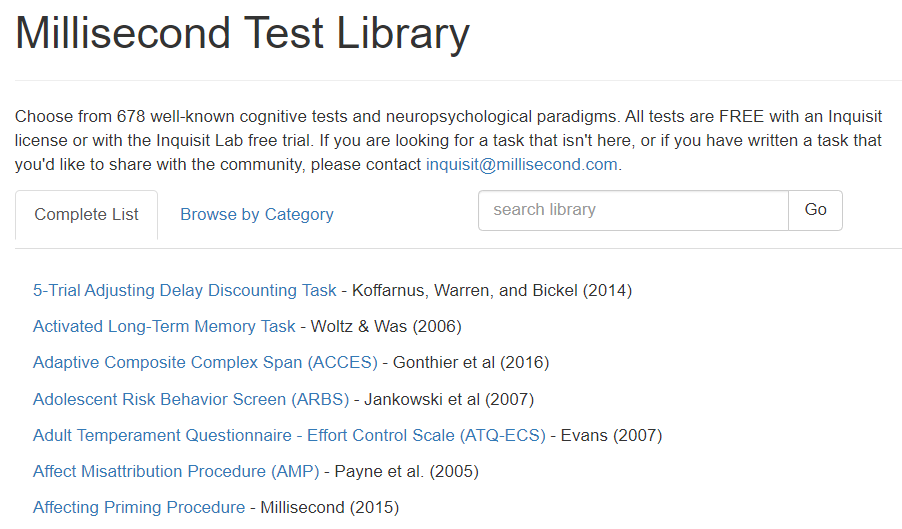 Millisecond Test Library
Choose from 678 well-known cognitive tests and neuropsychological paradigms. All tests are FREE with an Inquisit
license or with the Inquisit Lab free trial. If you are looking for a task that isn't here, or if you have written a task that
you'd like to share with the community, please contact inquisit@millisecond.com.
Complete List Browse by Category search library Go
5-Trial Adjusting Delay Discounting Task - Koffarnus, Warren, and Bickel (2014)
Activated Long-Term Memory Task - Woltz & Was (2006)
Adaptive Composite Complex Span (ACCES) - Gonthier et al (2016)
Adolescent Risk Behavior Screen (ARBS) - Jankowski et al (2007)
Adult Temperament Questionnaire - Effort Control Scale (ATQ-ECS) - Evans (2007)
Affect Misattribution Procedure (AMP) - Payne et al. (2005)
Affecting Priming Procedure - Millisecond (2015)